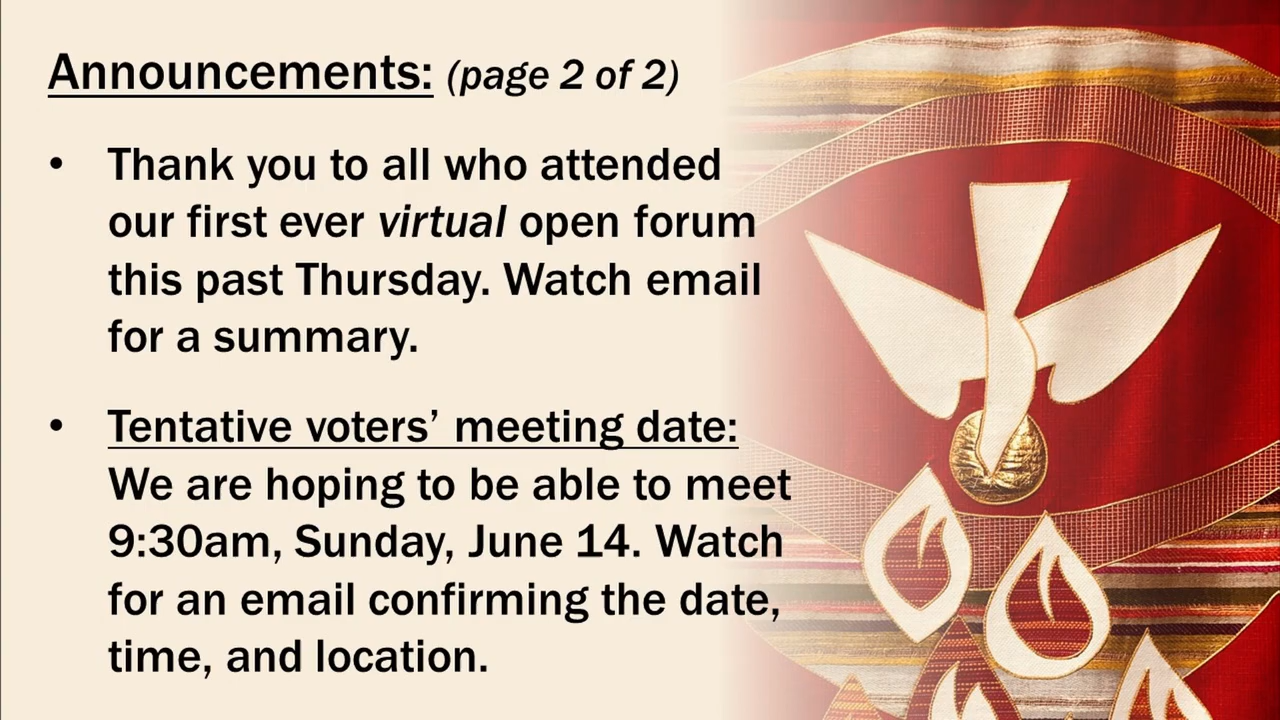 Announcements: (page 2 of 2)
• Thank you to all who attended
our first ever virtual open forum
this past Thursday. Watch email
for a summary.
• Tentative voters’ meeting date:
We are hoping to be able to meet
9:30am, Sunday, June 14. Watch
for an email confirming the date,
time, and location.